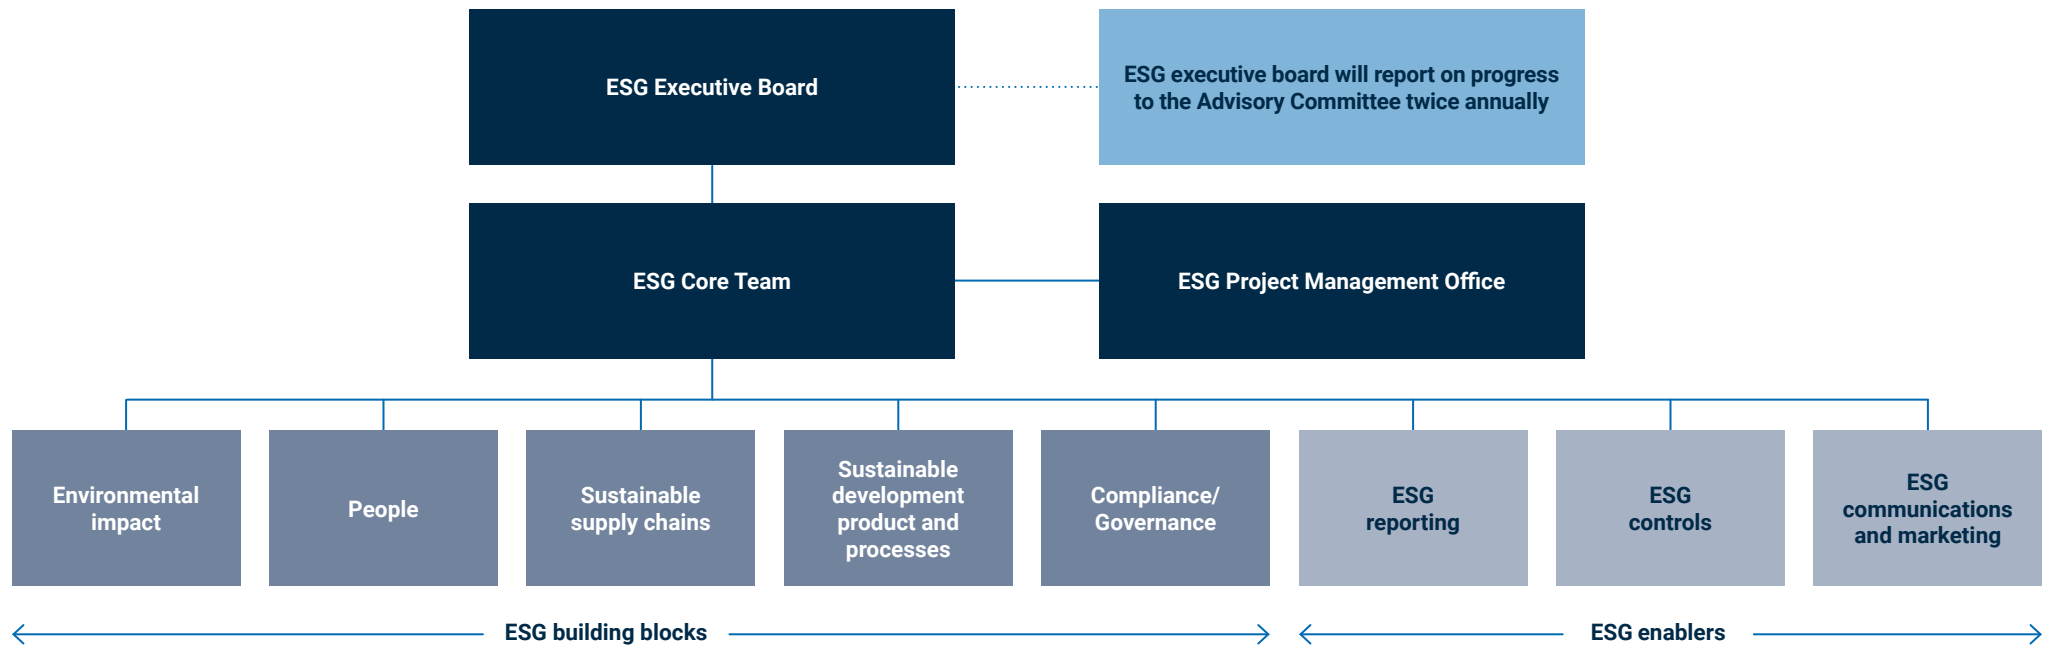 ESG Executive Board
ESG executive board will report on progress
to the Advisory Committee twice annually
ESG Core Team
ESG Project Management Office
Environmental
impact
People
Sustainable
supply chains
Sustainable
development
product and
processes
Compliance/
Governance
ESG
reporting
ESG
controls
ESG
communications
and marketing
ESG building blocks
ESG enablers